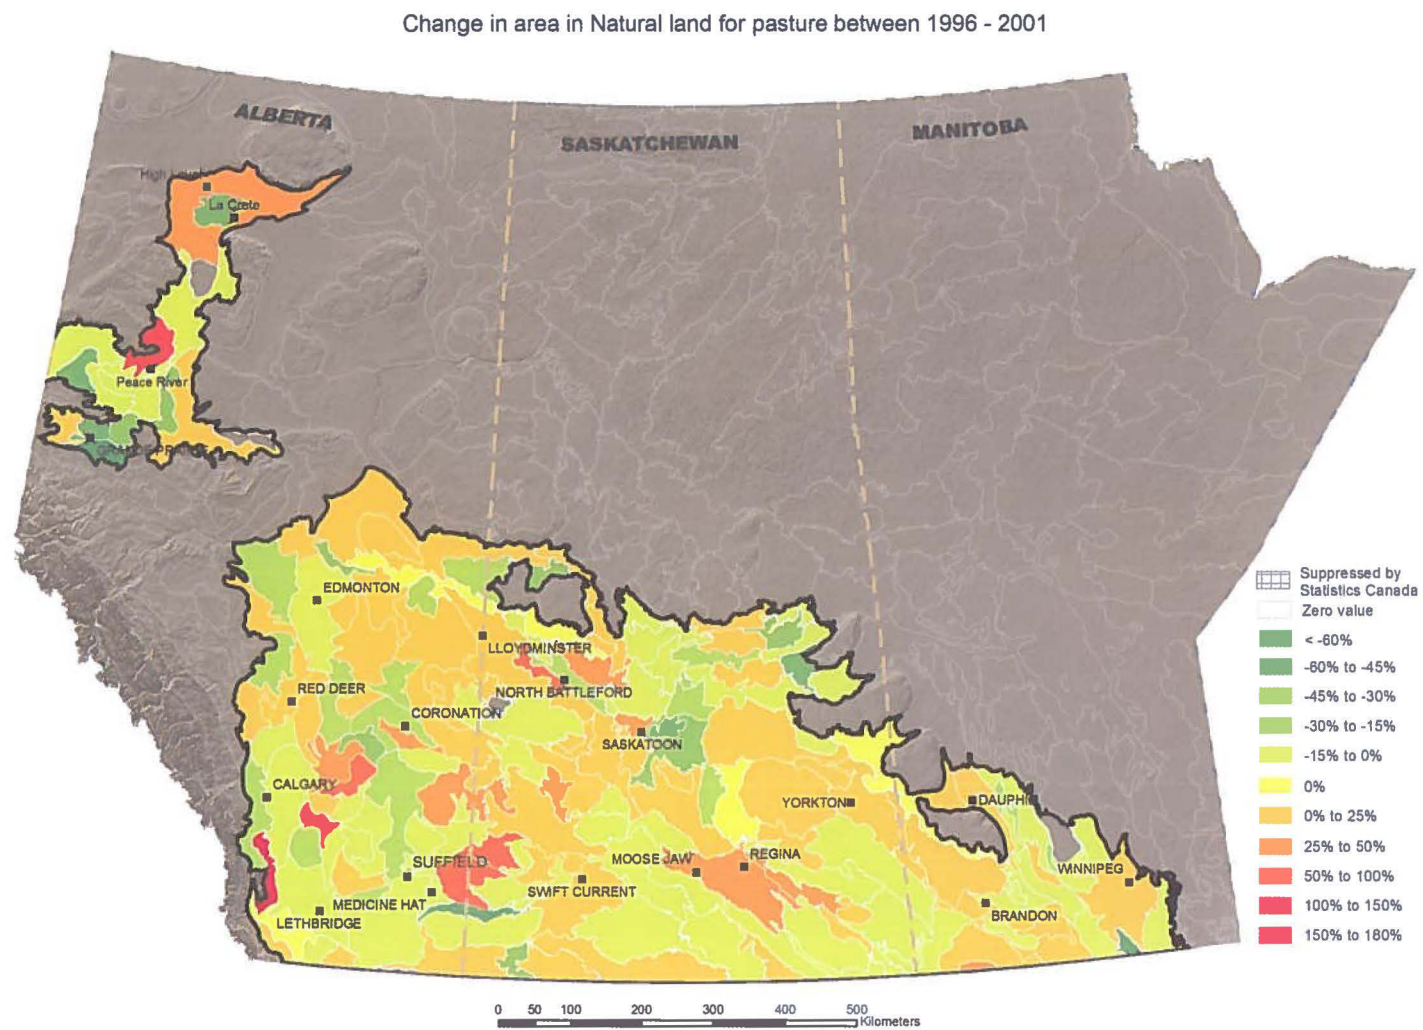 Change in area in Natural land for pasture between 1996 - 2001
ALBERTA
SASKATCHEWAN
MANITOBA
High Level
La Crete
Peace River
GRANDE PRAIRIE
EDMONTON
LLOYDMINSTER
RED DEER
NORTH BATTLEFORD
CORONATION
SASKATOON
CALGARY
YORKTON
DAUPHIN
SUFFIELD
MOOSE JAW
REGINA
WINNIPEG
SWIFT CURRENT
MEDICINE HAT
LETHBRIDGE
BRANDON
Suppressed by
Statistics Canada
Zero value
< -60%
-60% to -45%
-45% to -30%
-30% to -15%
-15% to 0%
0%
0% to 25%
25% to 50%
50% to 100%
100% to 150%
150% to 180%
0 50 100 200 300 400 500
Kilometers